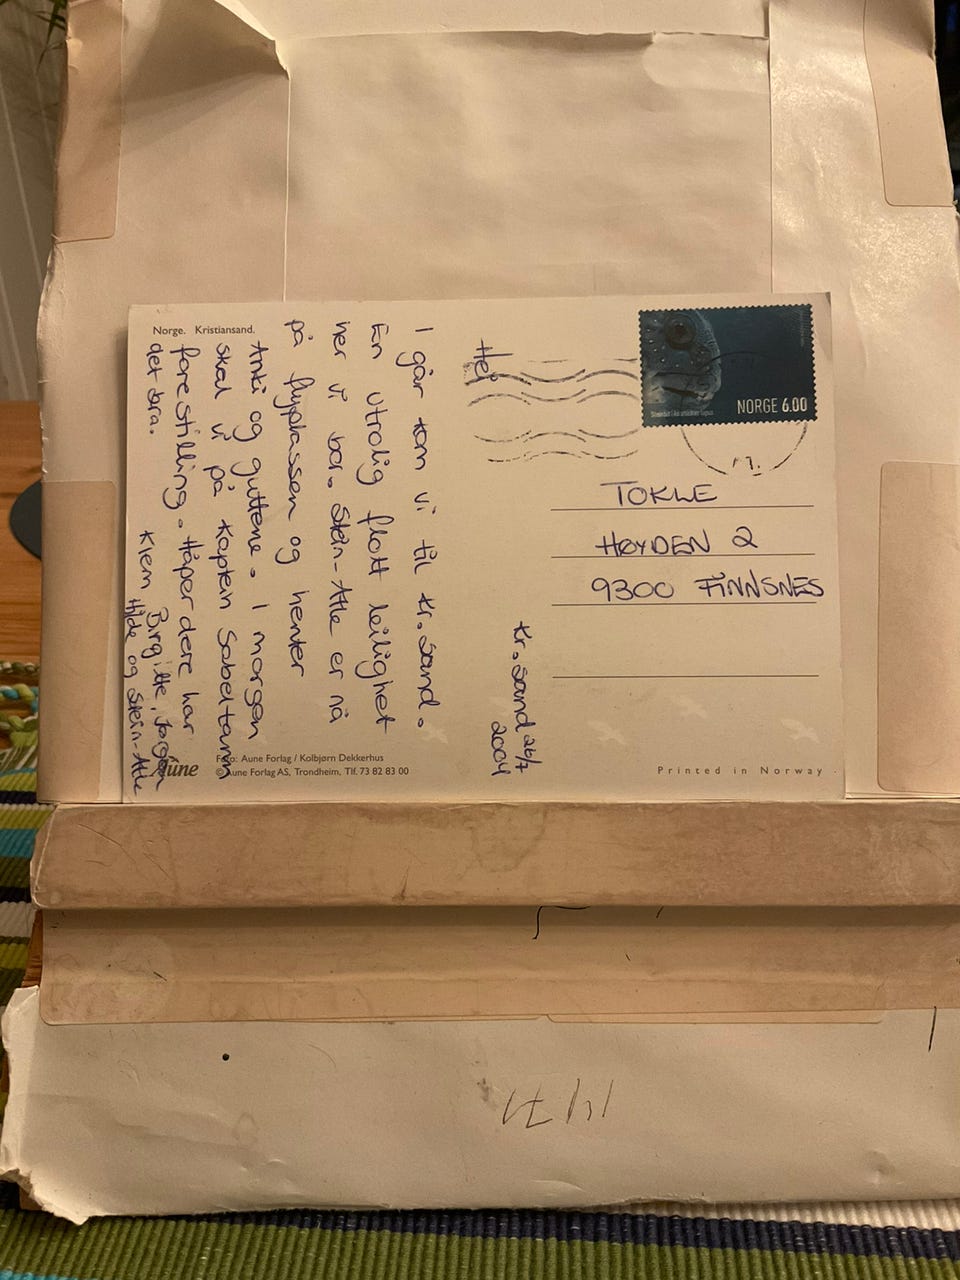 Norge. Kristiansand.
Kr.sand 26/7
2004
Hei
I går kom vi til Kr.sand.
En utrolig flott leilighet
her vi bor. Stein-Atle er nå
på flyplassen og henter
Anki og guttene. I morgen
skal vi på Kaptein Sabeltann
forestilling. Håper dere har
det bra.
Klem Birgitte, Jørgen
Hilde og Stein-Atle
NORGE 6.00
TOKLE
HØYDEN 2
9300 FINNSNES
Aune
Foto: Aune Forlag / Kolbjørn Dekkerhus
© Aune Forlag AS, Trondheim, Tlf. 73 82 83 00
Printed in Norway